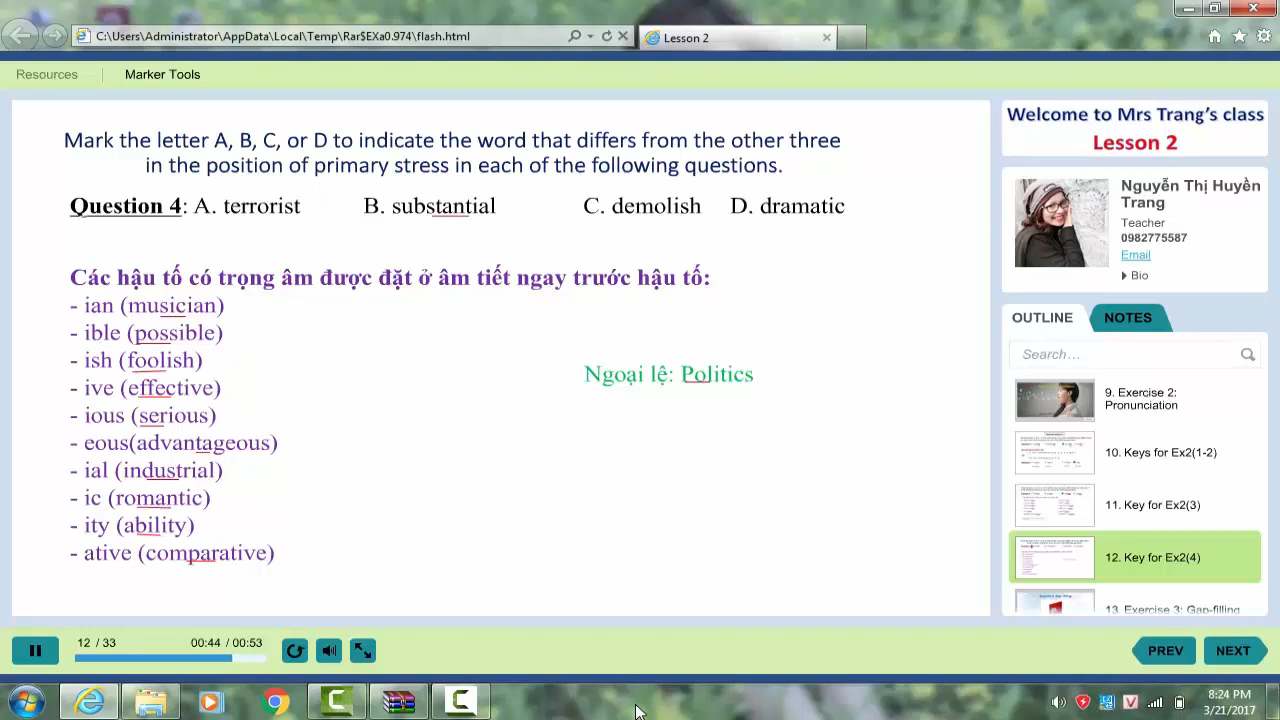 C:\Users\Administrator\AppData\Local\Temp\Rar$EXa0.974\flash.html
Lesson 2
Resources
Marker Tools
Mark the letter A, B, C, or D to indicate the word that differs from the other three
in the position of primary stress in each of the following questions.
Question 4: A. terrorist B. substantial C. demolish D. dramatic
Các hậu tố có trọng âm được đặt ở âm tiết ngay trước hậu tố:
- ian (musician)
- ible (possible)
- ish (foolish)
- ive (effective)
- ious (serious)
- eous(advantageous)
- ial (industrial)
- ic (romantic)
- ity (ability)
- ative (comparative)
Ngoại lệ: Politics
Welcome to Mrs Trang's class
Lesson 2
Nguyễn Thị Huyền
Trang
Teacher
0982775587
Email
Bio
OUTLINE
NOTES
Search...
9. Exercise 2:
Pronunciation
10. Keys for Ex2(1-2)
11. Key for Ex2(3)
12. Key for Ex2(4)
13. Exercise 3: Gap-filling
12 / 33
00:44 / 00:53
PREV
NEXT
8:24 PM
3/21/2017